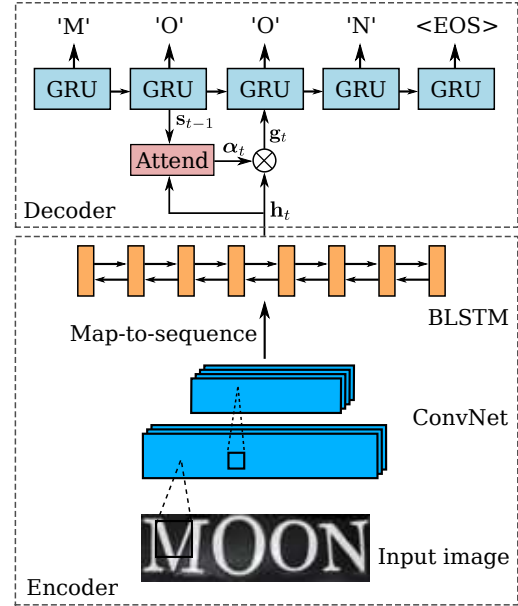 'M' 'O' 'O' 'N' <EOS>
GRU GRU GRU GRU GRU
s_{t−1} g_t
Attend α_t
h_t
Decoder
BLSTM
Map-to-sequence
ConvNet
MOON
Input image
Encoder